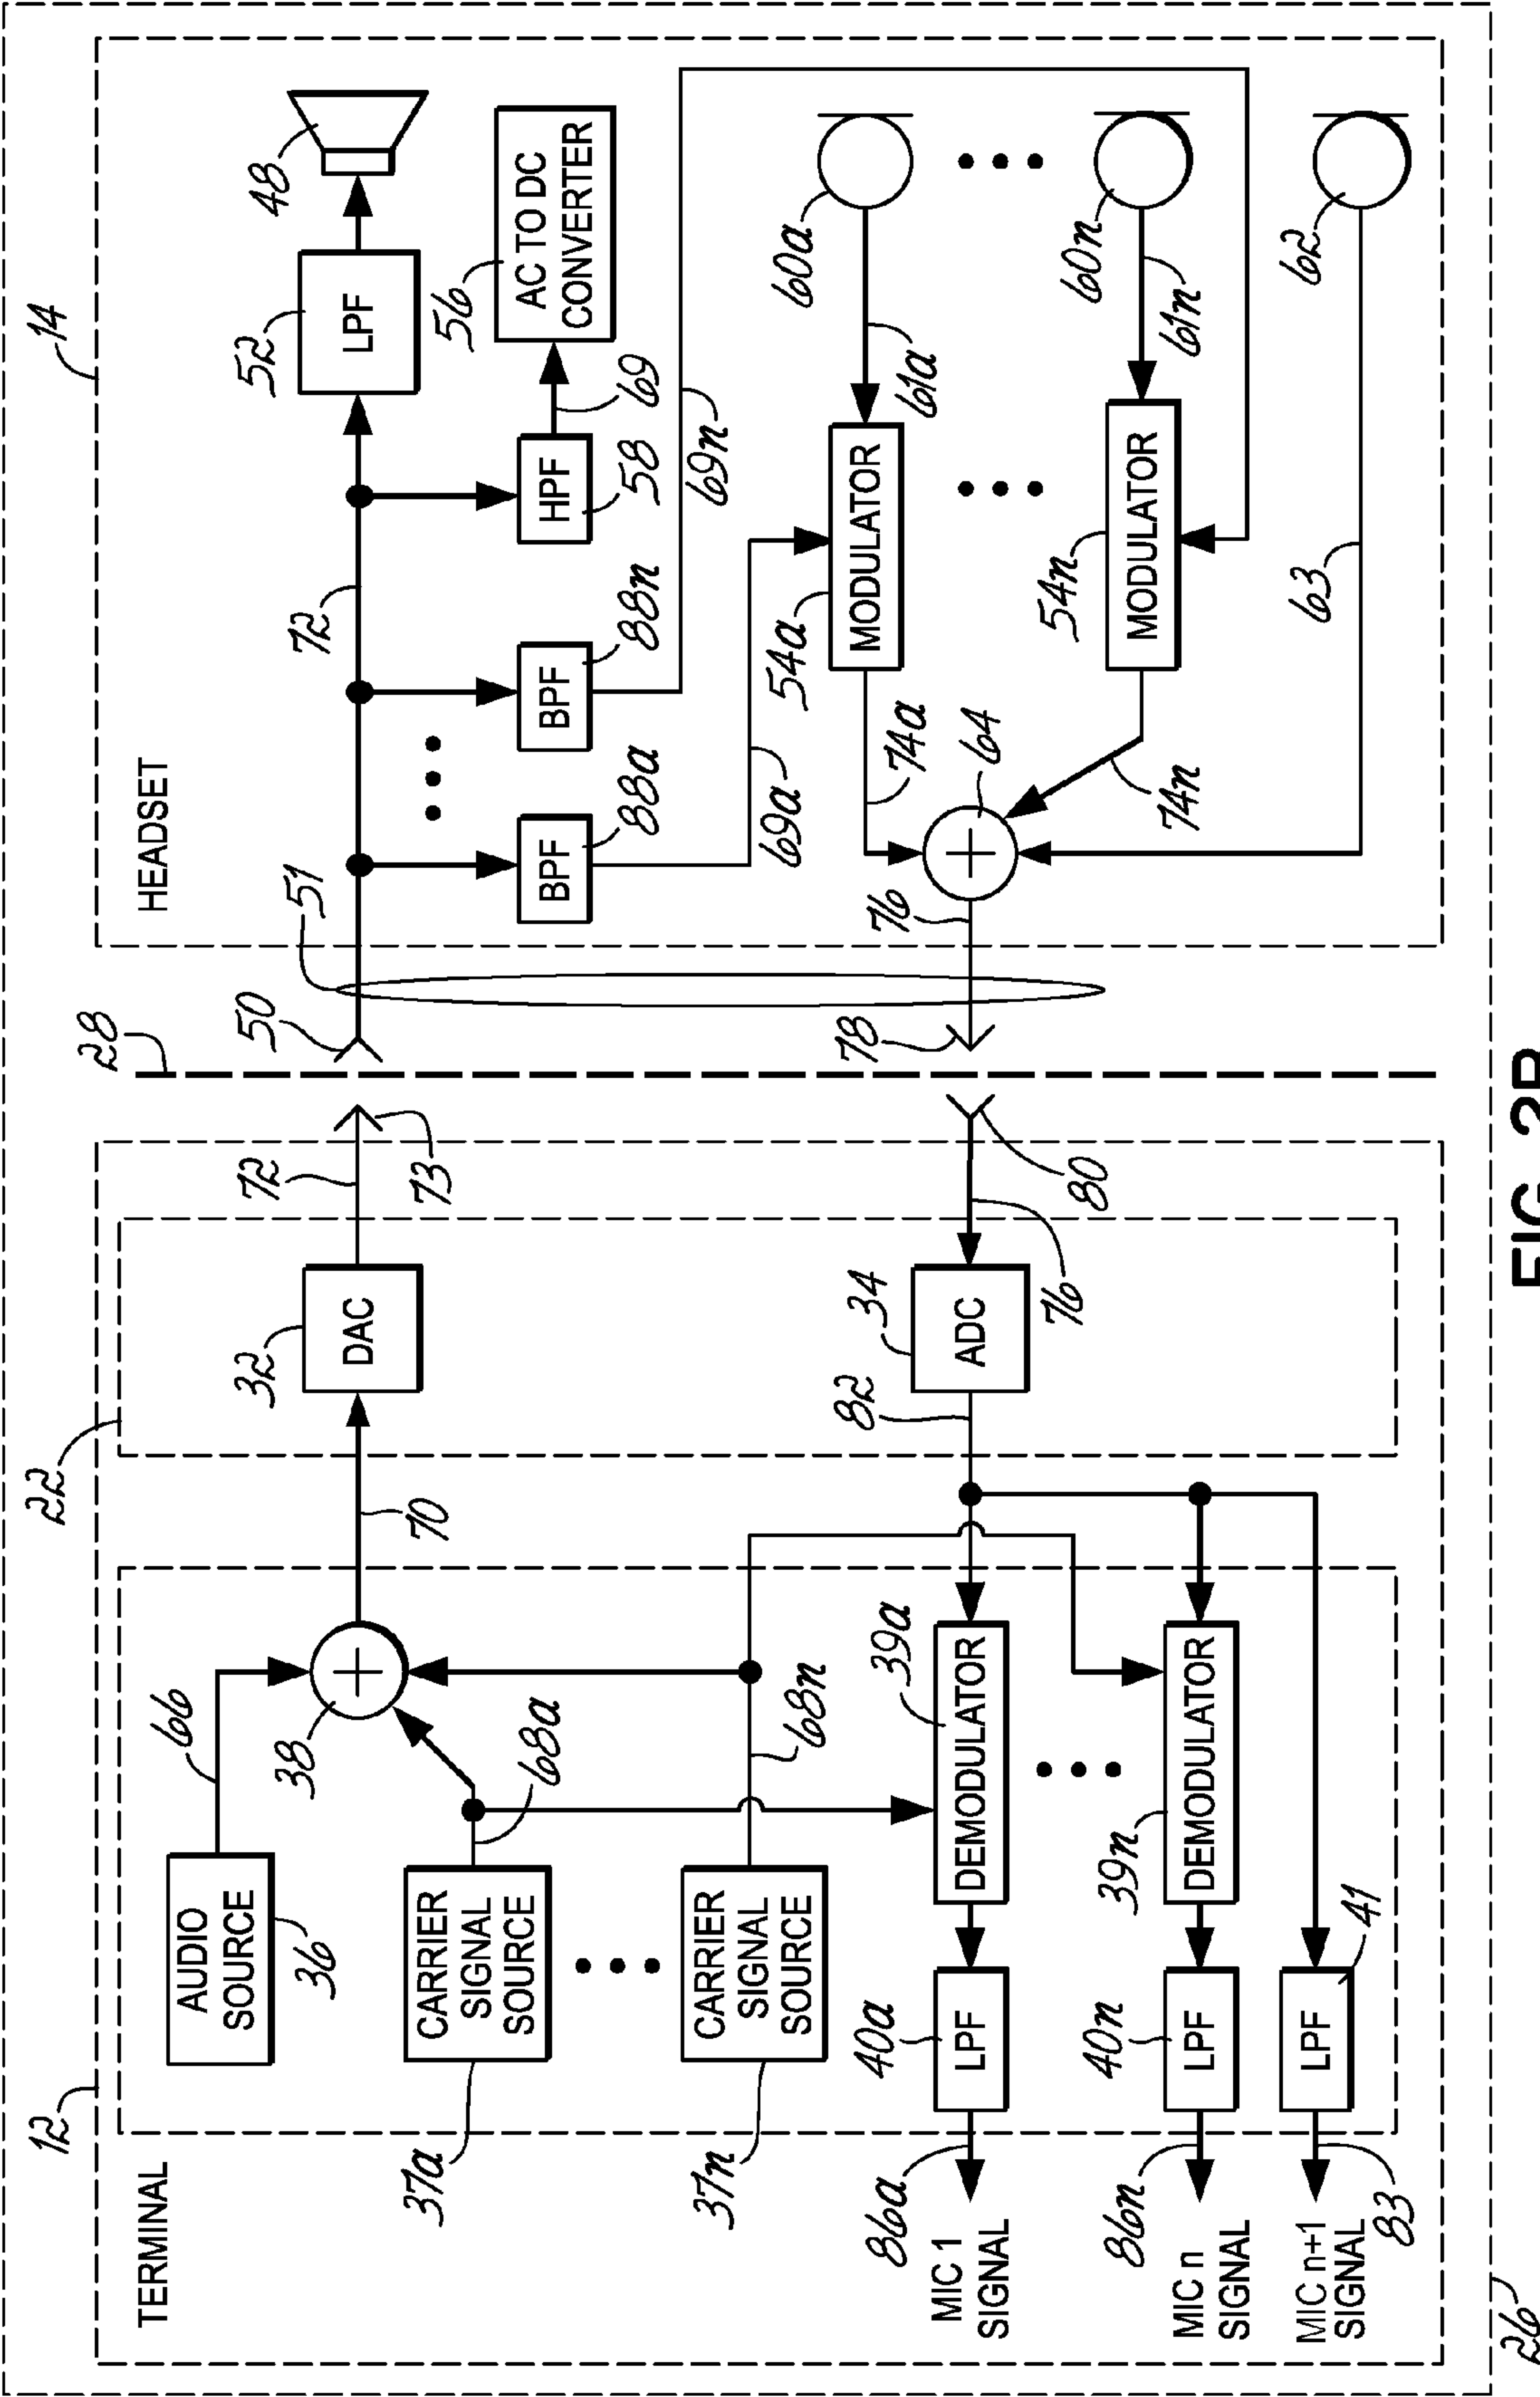 12
TERMINAL
AUDIO
SOURCE
36
66
38
CARRIER
SIGNAL
SOURCE
37a
68a
CARRIER
SIGNAL
SOURCE
37n
68n
70
22
DAC
32
72
73
28
ADC
34
82
76
80
DEMODULATOR
39a
DEMODULATOR
39n
LPF
40a
LPF
40n
LPF
41
86a
MIC 1
SIGNAL
86n
MIC n
SIGNAL
MIC n+1
SIGNAL
83
26
14
HEADSET
50
51
72
LPF
52
48
BPF
88a
BPF
88n
HPF
58
69
AC TO DC
CONVERTER
56
69a
69n
MODULATOR
54a
MODULATOR
54n
60a
61a
60n
61n
62
63
64
74a
74n
76
78